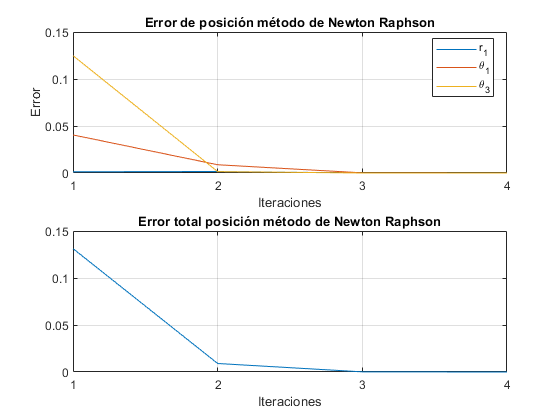 Error de posición método de Newton Raphson
0.15
0.1
0.05
0
Error
r₁
θ₁
θ₃
1 2 3 4
Iteraciones
Error total posición método de Newton Raphson
0.15
0.1
0.05
0
1 2 3 4
Iteraciones